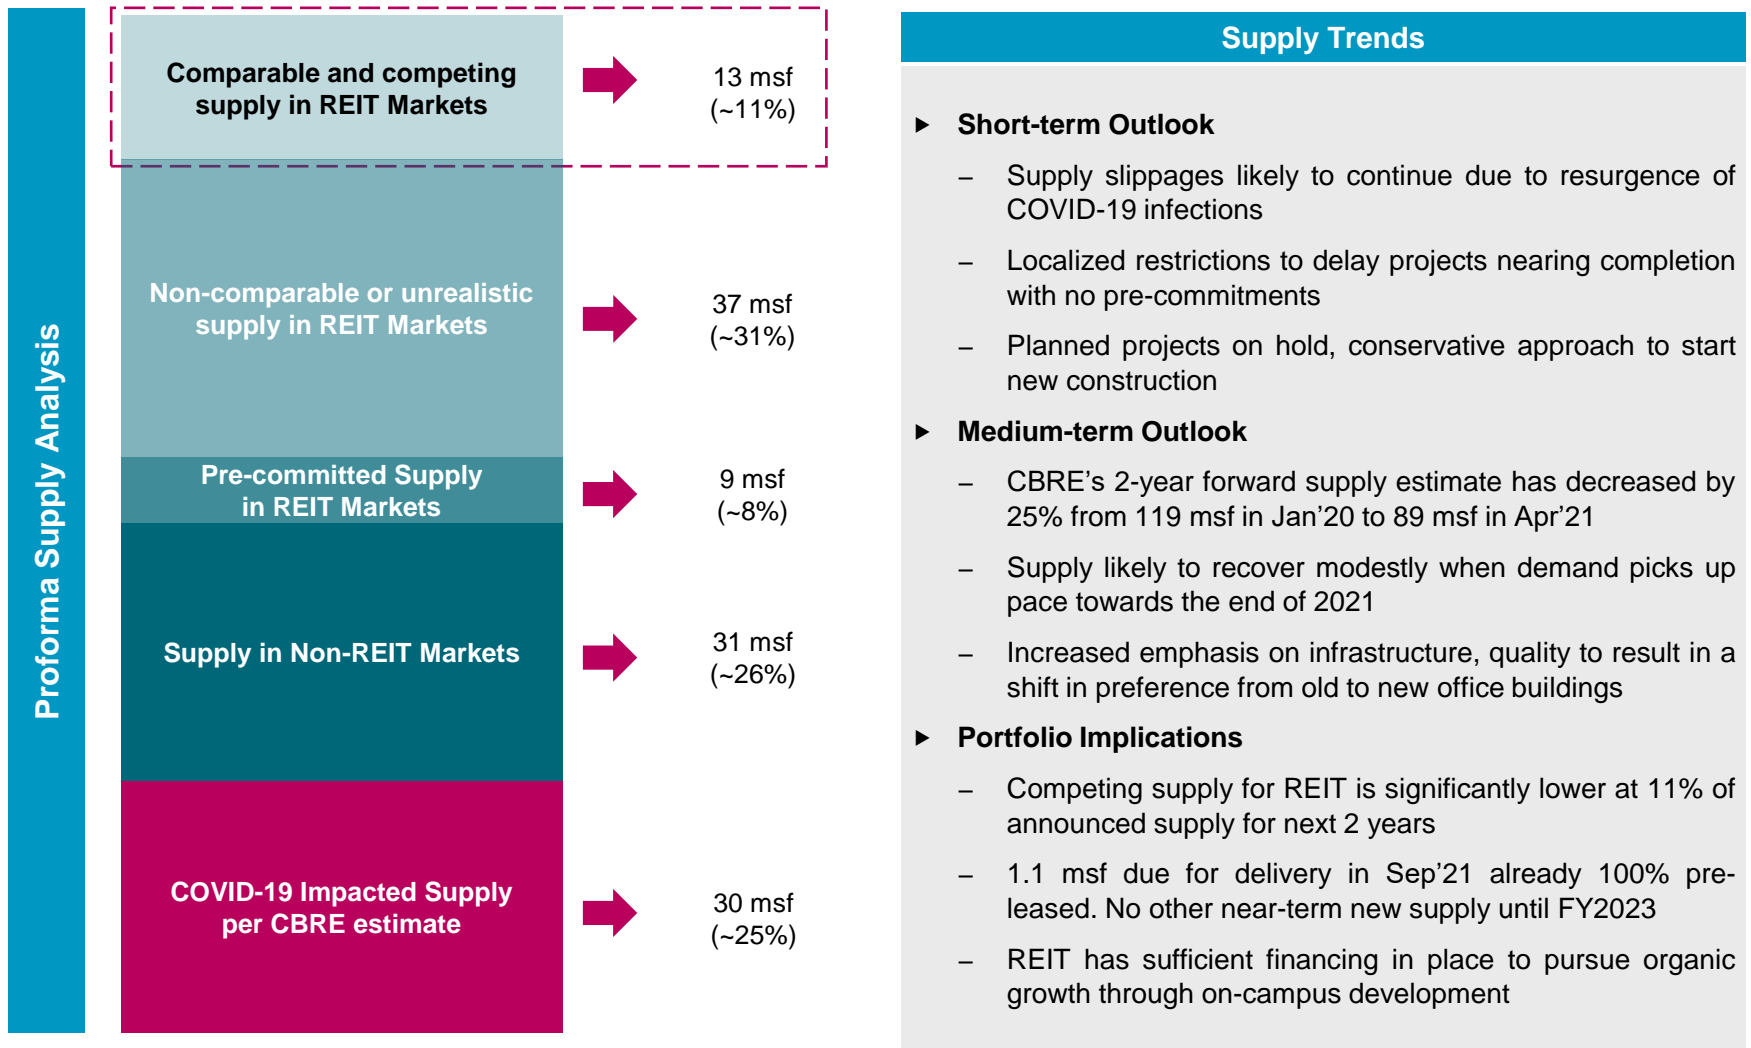 Proforma Supply Analysis
Comparable and competing
supply in REIT Markets
13 msf
(~11%)
Non-comparable or unrealistic
supply in REIT Markets
37 msf
(~31%)
Pre-committed Supply
in REIT Markets
9 msf
(~8%)
Supply in Non-REIT Markets
31 msf
(~26%)
COVID-19 Impacted Supply
per CBRE estimate
30 msf
(~25%)
Supply Trends
► Short-term Outlook
– Supply slippages likely to continue due to resurgence of
COVID-19 infections
– Localized restrictions to delay projects nearing completion
with no pre-commitments
– Planned projects on hold, conservative approach to start
new construction
► Medium-term Outlook
– CBRE’s 2-year forward supply estimate has decreased by
25% from 119 msf in Jan’20 to 89 msf in Apr’21
– Supply likely to recover modestly when demand picks up
pace towards the end of 2021
– Increased emphasis on infrastructure, quality to result in a
shift in preference from old to new office buildings
► Portfolio Implications
– Competing supply for REIT is significantly lower at 11% of
announced supply for next 2 years
– 1.1 msf due for delivery in Sep’21 already 100% pre-
leased. No other near-term new supply until FY2023
– REIT has sufficient financing in place to pursue organic
growth through on-campus development